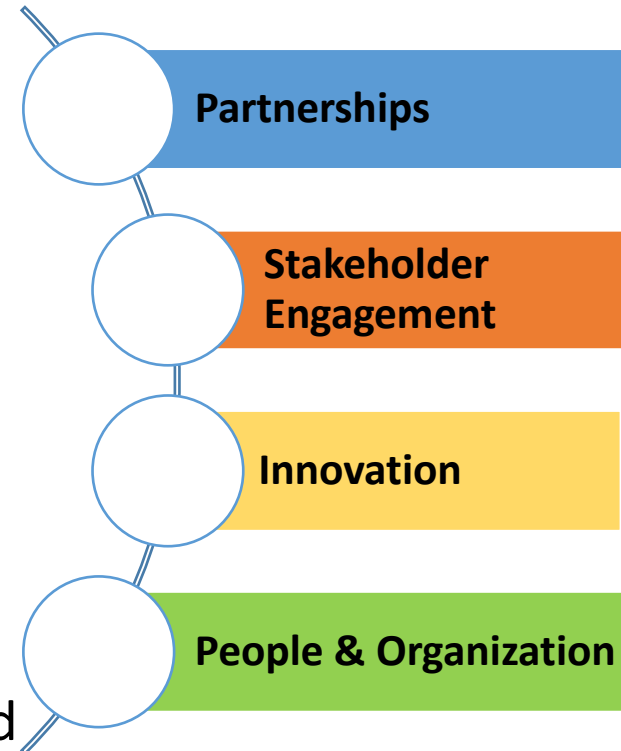 Partnerships
Stakeholder
Engagement
Innovation
People & Organization
d